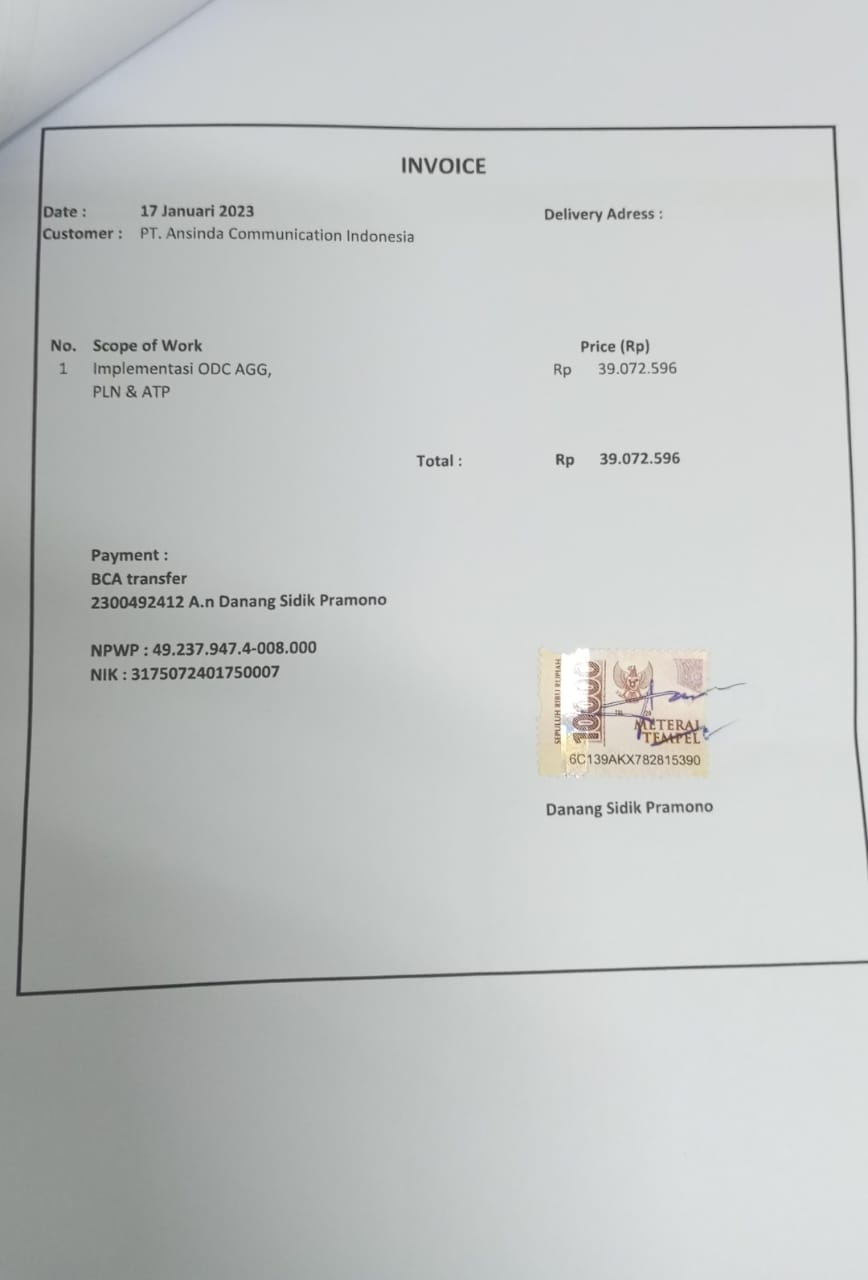 INVOICE
Date : 17 Januari 2023 Delivery Adress :
Customer : PT. Ansinda Communication Indonesia
No. Scope of Work Price (Rp)
1 Implementasi ODC AGG, Rp 39.072.596
PLN & ATP
Total : Rp 39.072.596
Payment :
BCA transfer
2300492412 A.n Danang Sidik Pramono
NPWP : 49.237.947.4-008.000
NIK : 3175072401750007
SEPULUH RIBU RUPIAH
10000
METERAI
TEMPEL
6C139AKX782815390
Danang Sidik Pramono